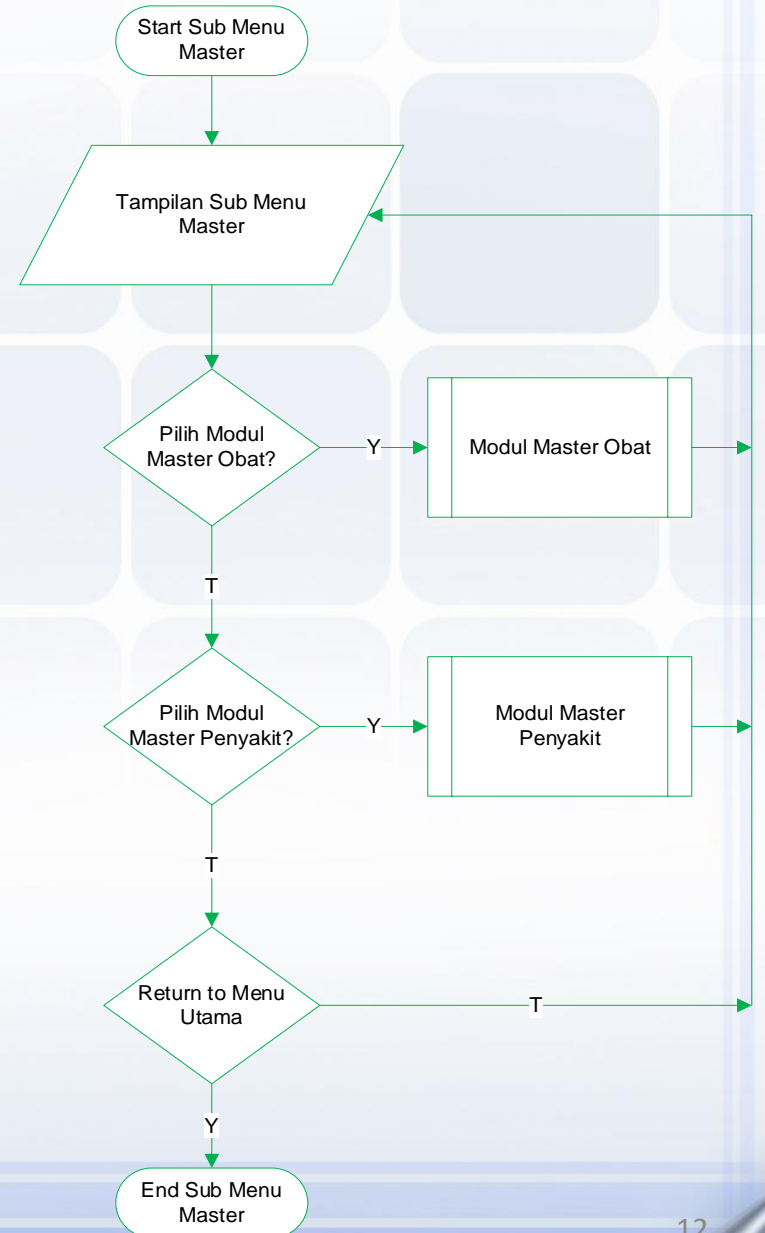 Start Sub Menu
Master
Tampilan Sub Menu
Master
Pilih Modul
Master Obat?
Y
Modul Master Obat
T
Pilih Modul
Master Penyakit?
Y
Modul Master
Penyakit
T
Return to Menu
Utama
T
Y
End Sub Menu
Master
12